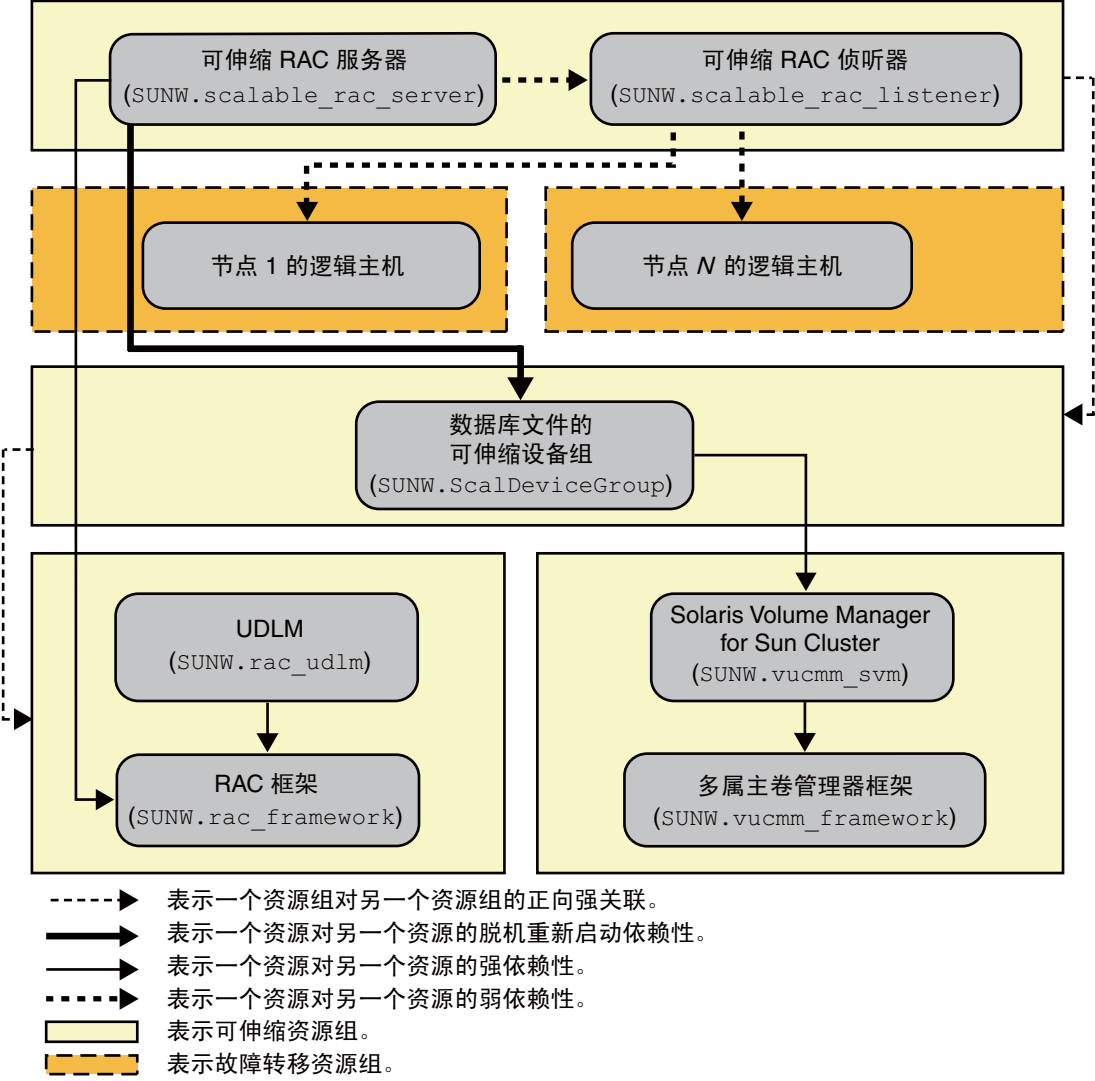 可伸缩 RAC 服务器
(SUNW.scalable_rac_server)
可伸缩 RAC 侦听器
(SUNW.scalable_rac_listener)
节点 1 的逻辑主机
节点 N 的逻辑主机
数据库文件的
可伸缩设备组
(SUNW.ScalDeviceGroup)
UDLM
(SUNW.rac_udlm)
RAC 框架
(SUNW.rac_framework)
Solaris Volume Manager
for Sun Cluster
(SUNW.vucmm_svm)
多属主卷管理器框架
(SUNW.vucmm_framework)
表示一个资源组对另一个资源组的正向强关联。
表示一个资源对另一个资源的脱机重新启动依赖性。
表示一个资源对另一个资源的强依赖性。
表示一个资源对另一个资源的弱依赖性。
表示可伸缩资源组。
表示故障转移资源组。